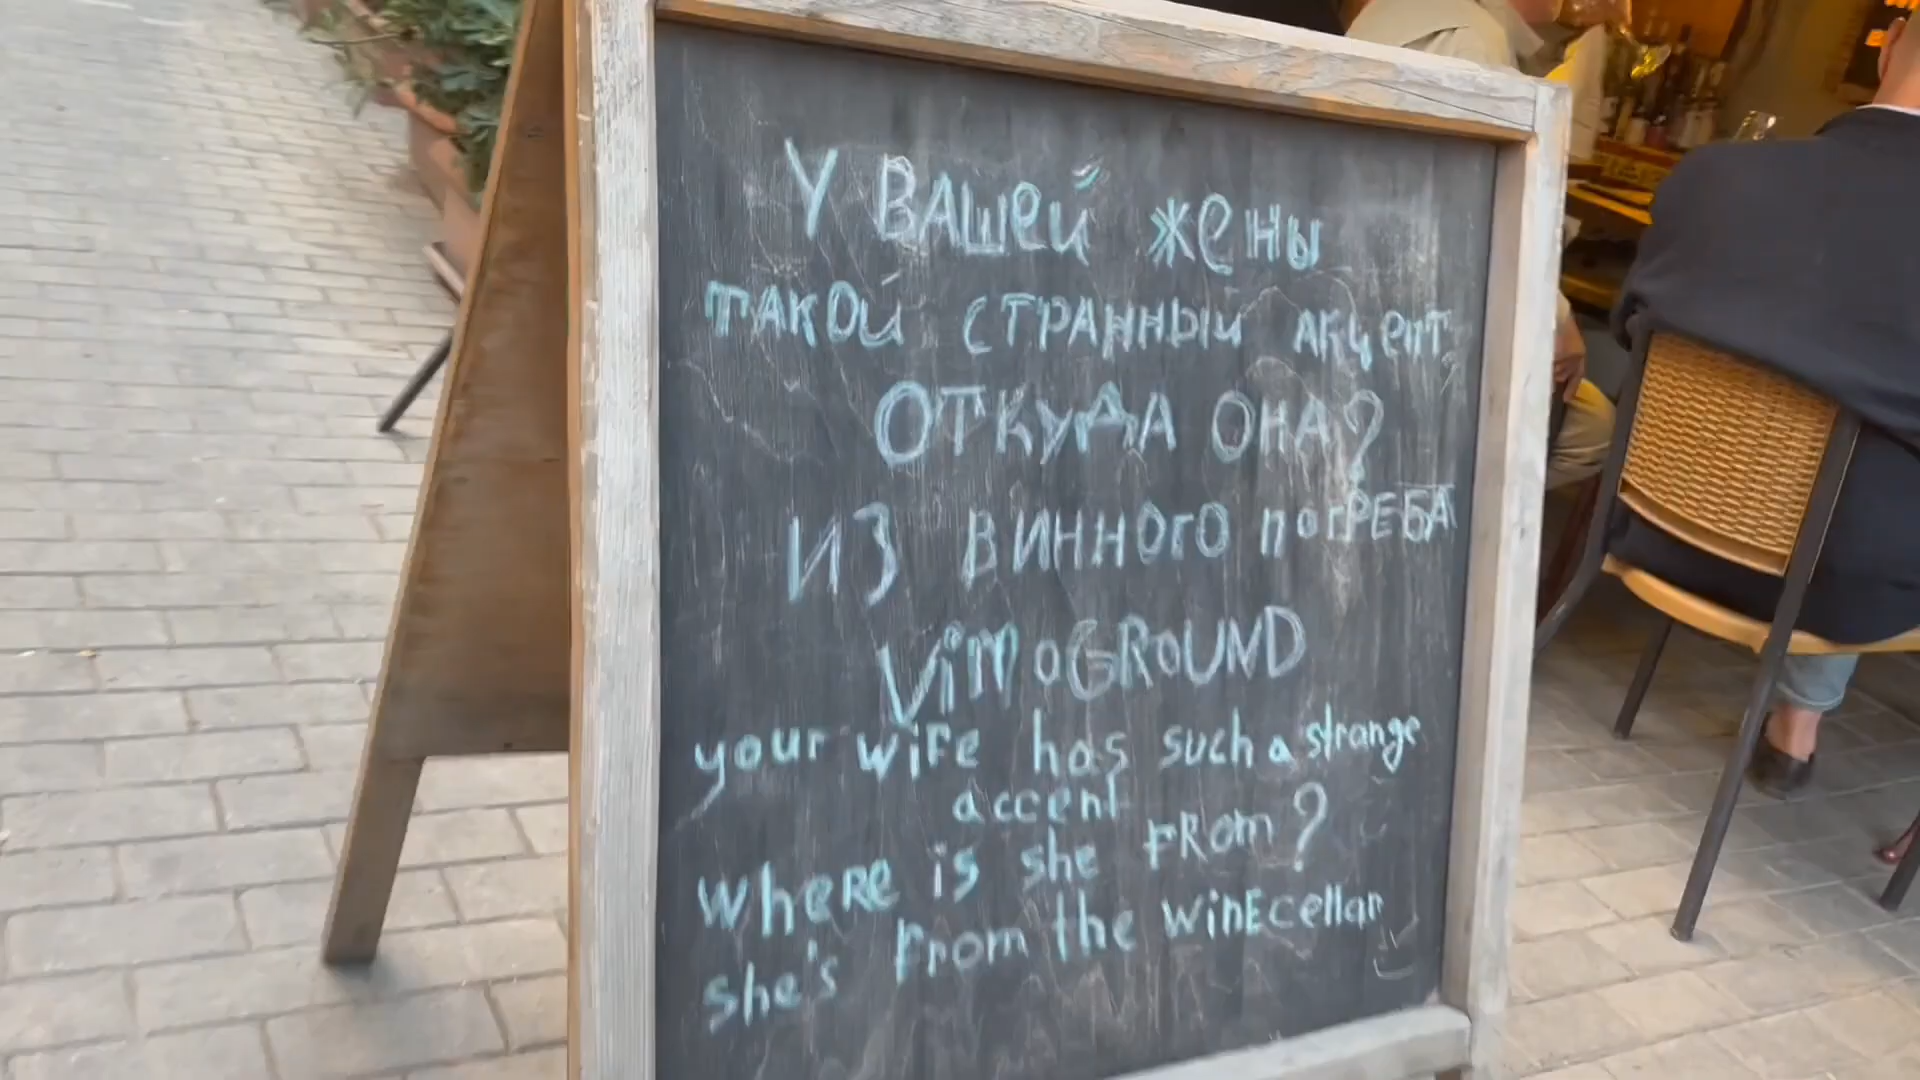 У ВАШЕЙ ЖЕНЫ
ТАКОЙ СТРАННЫЙ АКЦЕНТ
ОТКУДА ОНА?
ИЗ ВИННОГО ПОГРЕБА
VinoGROUND
your wife has such a strange
accent
where is she from?
she's from the winecellar